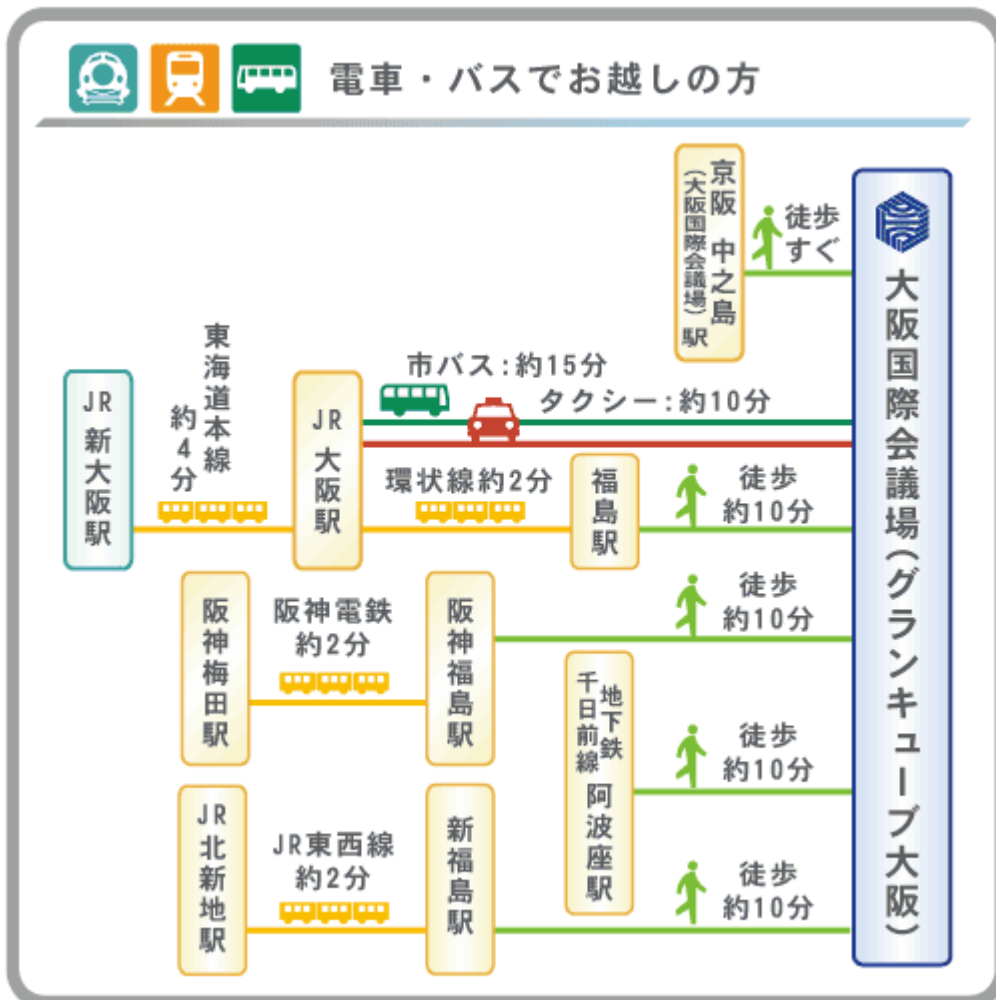 電車・バスでお越しの方
京阪 中之島
(大阪国際会議場)駅
徒歩
すぐ
大阪国際会議場(グランキューブ大阪)
JR 新大阪駅
東海道本線
約4分
JR 大阪駅
市バス:約15分
タクシー:約10分
環状線約2分
福島駅
徒歩
約10分
阪神梅田駅
阪神電鉄
約2分
阪神福島駅
徒歩
約10分
地下鉄
千日前線
阿波座駅
徒歩
約10分
JR 北新地駅
JR東西線
約2分
新福島駅
徒歩
約10分